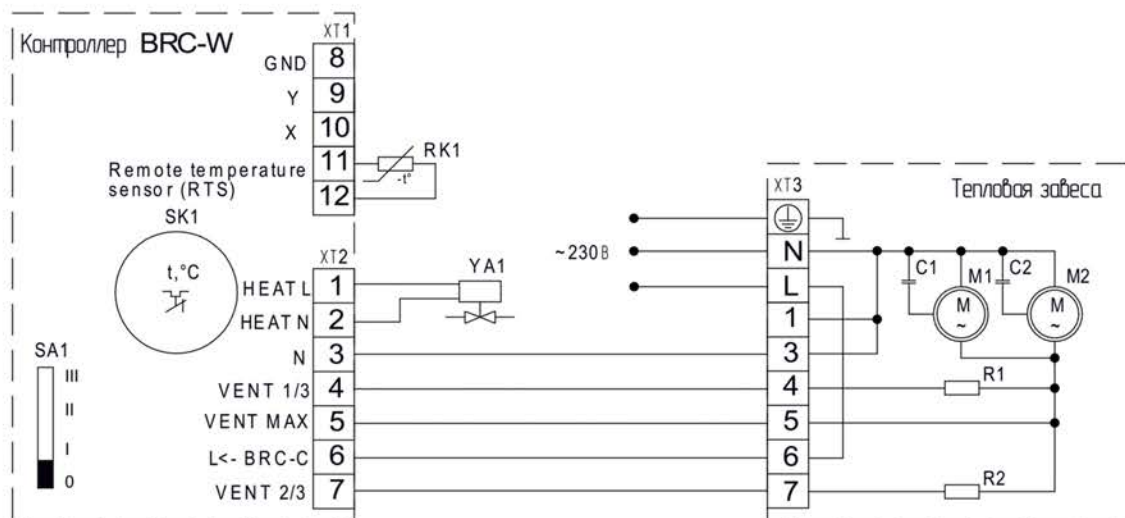 Контроллер BRC-W
XT1
GND 8
Y 9
X 10
Remote temperature
sensor (RTS)
11
12
RK1
-t°
SK1
t,°C
XT2
HEAT L 1
HEAT N 2
N 3
VENT 1/3 4
VENT MAX 5
L<- BRC-C 6
VENT 2/3 7
YA1
SA1
III
II
I
0
~230В
XT3
Тепловая завеса
N
L
1
3
4
5
6
7
C1
M1
C2
M2
M
~
M
~
R1
R2